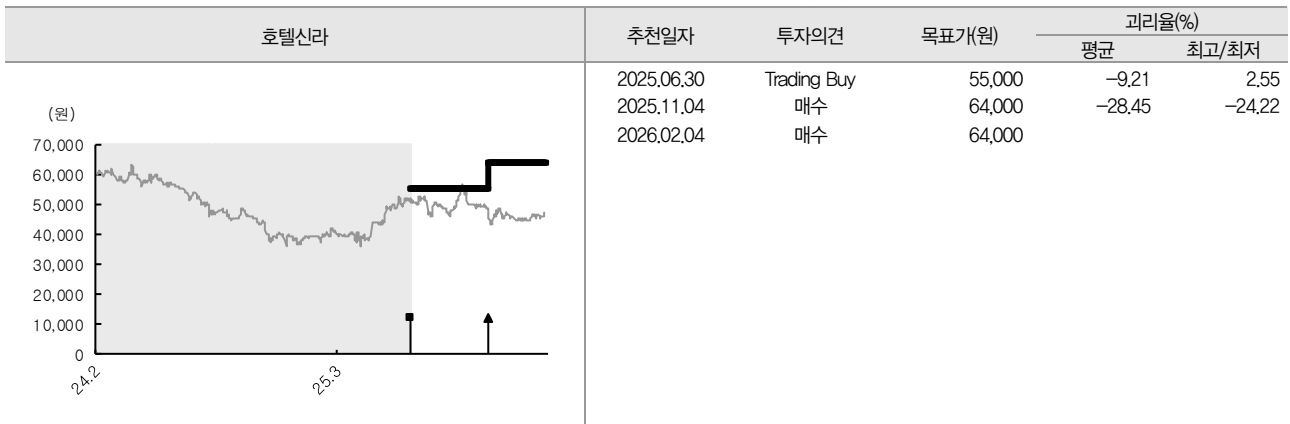 호텔신라
추천일자 투자의견 목표가(원) 괴리율(%)
평균 최고/최저
2025.06.30 Trading Buy 55,000 -9.21 2.55
2025.11.04 매수 64,000 -28.45 -24.22
2026.02.04 매수 64,000
(원)
70,000
60,000
50,000
40,000
30,000
20,000
10,000
0
24.2 25.3